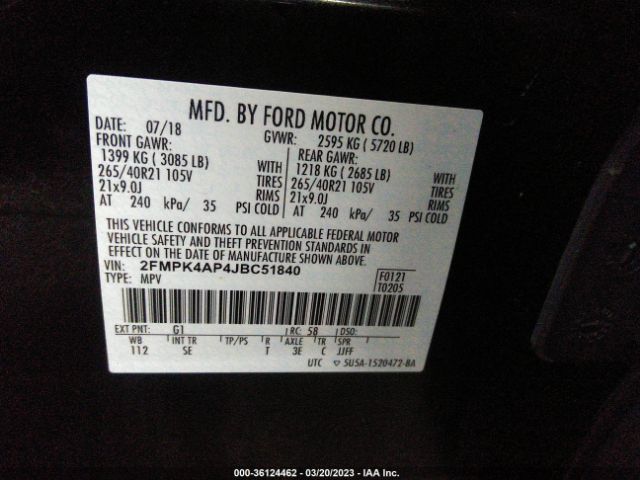 MFD. BY FORD MOTOR CO.
DATE: 07/18 GVWR: 2595 KG ( 5720 LB)
FRONT GAWR: REAR GAWR:
1399 KG ( 3085 LB) WITH 1218 KG ( 2685 LB) WITH
265/40R21 105V TIRES 265/40R21 105V TIRES
21x9.0J RIMS 21x9.0J RIMS
AT 240 kPa/ 35 PSI COLD AT 240 kPa/ 35 PSI COLD
THIS VEHICLE CONFORMS TO ALL APPLICABLE FEDERAL MOTOR
VEHICLE SAFETY AND THEFT PREVENTION STANDARDS IN
EFFECT ON THE DATE OF MANUFACTURE SHOWN ABOVE.
VIN: 2FMPK4AP4JBC51840 F0121
TYPE: MPV T0205
EXT PNT: G1 RC: 58 DSO:
WB INT TR TP/PS R AXLE TR SPR
112 SE T 3E C JJFF
UTC ▽ 5U5A-1520472-BA
000-36124462 - 03/20/2023 - IAA Inc.